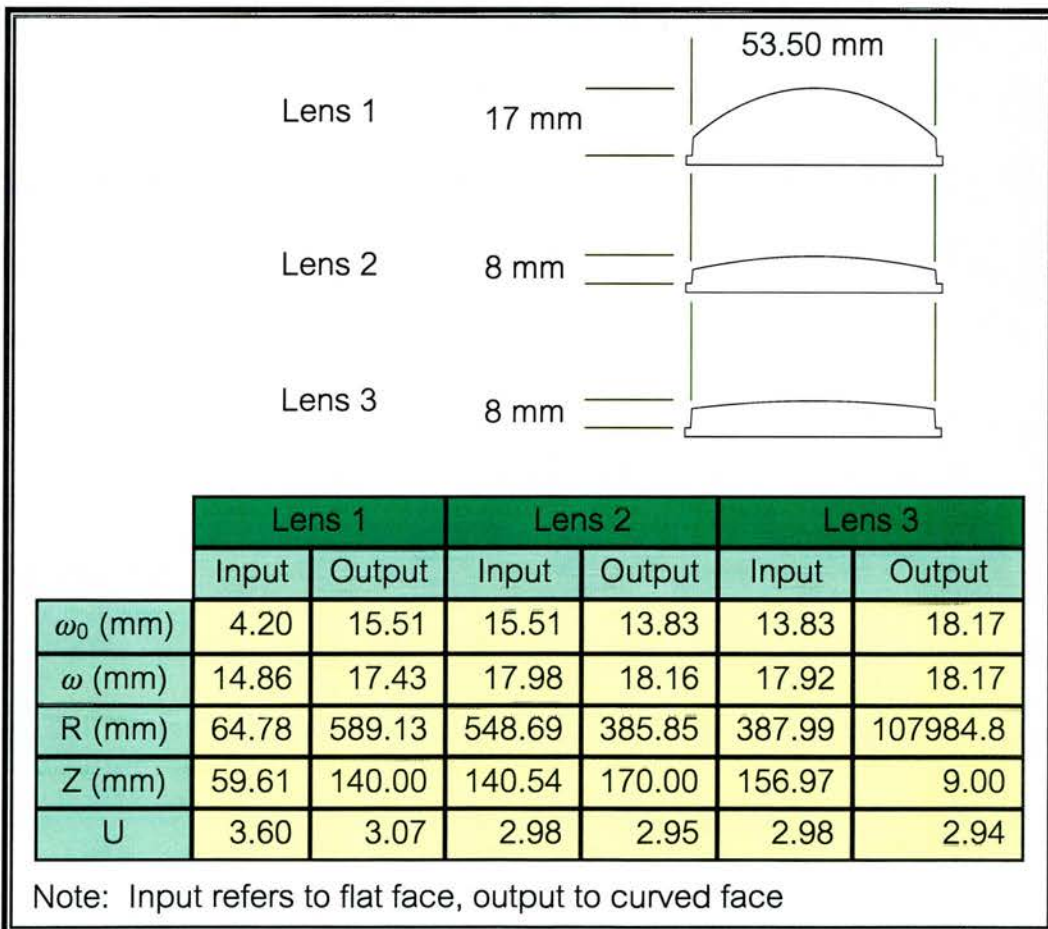 53.50 mm
Lens 1 17 mm
Lens 2 8 mm
Lens 3 8 mm
Lens 1 Lens 2 Lens 3
Input Output Input Output Input Output
ω₀ (mm) 4.20 15.51 15.51 13.83 13.83 18.17
ω (mm) 14.86 17.43 17.98 18.16 17.92 18.17
R (mm) 64.78 589.13 548.69 385.85 387.99 107984.8
Z (mm) 59.61 140.00 140.54 170.00 156.97 9.00
U 3.60 3.07 2.98 2.95 2.98 2.94
Note: Input refers to flat face, output to curved face